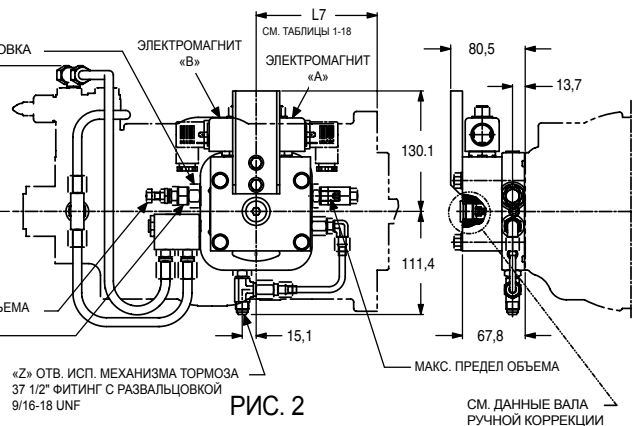 L7
СМ. ТАБЛИЦЫ 1-18
80,5
ОВКА
ЭЛЕКТРОМАГНИТ
«B»
ЭЛЕКТРОМАГНИТ
«A»
13,7
130.1
111,4
ЪЕМА
15,1
67,8
МАКС. ПРЕДЕЛ ОБЪЕМА
«Z» ОТВ. ИСП. МЕХАНИЗМА ТОРМОЗА
37 1/2" ФИТИНГ С РАЗВАЛЬЦОВКОЙ
9/16-18 UNF
РИС. 2
СМ. ДАННЫЕ ВАЛА
РУЧНОЙ КОРРЕКЦИИ